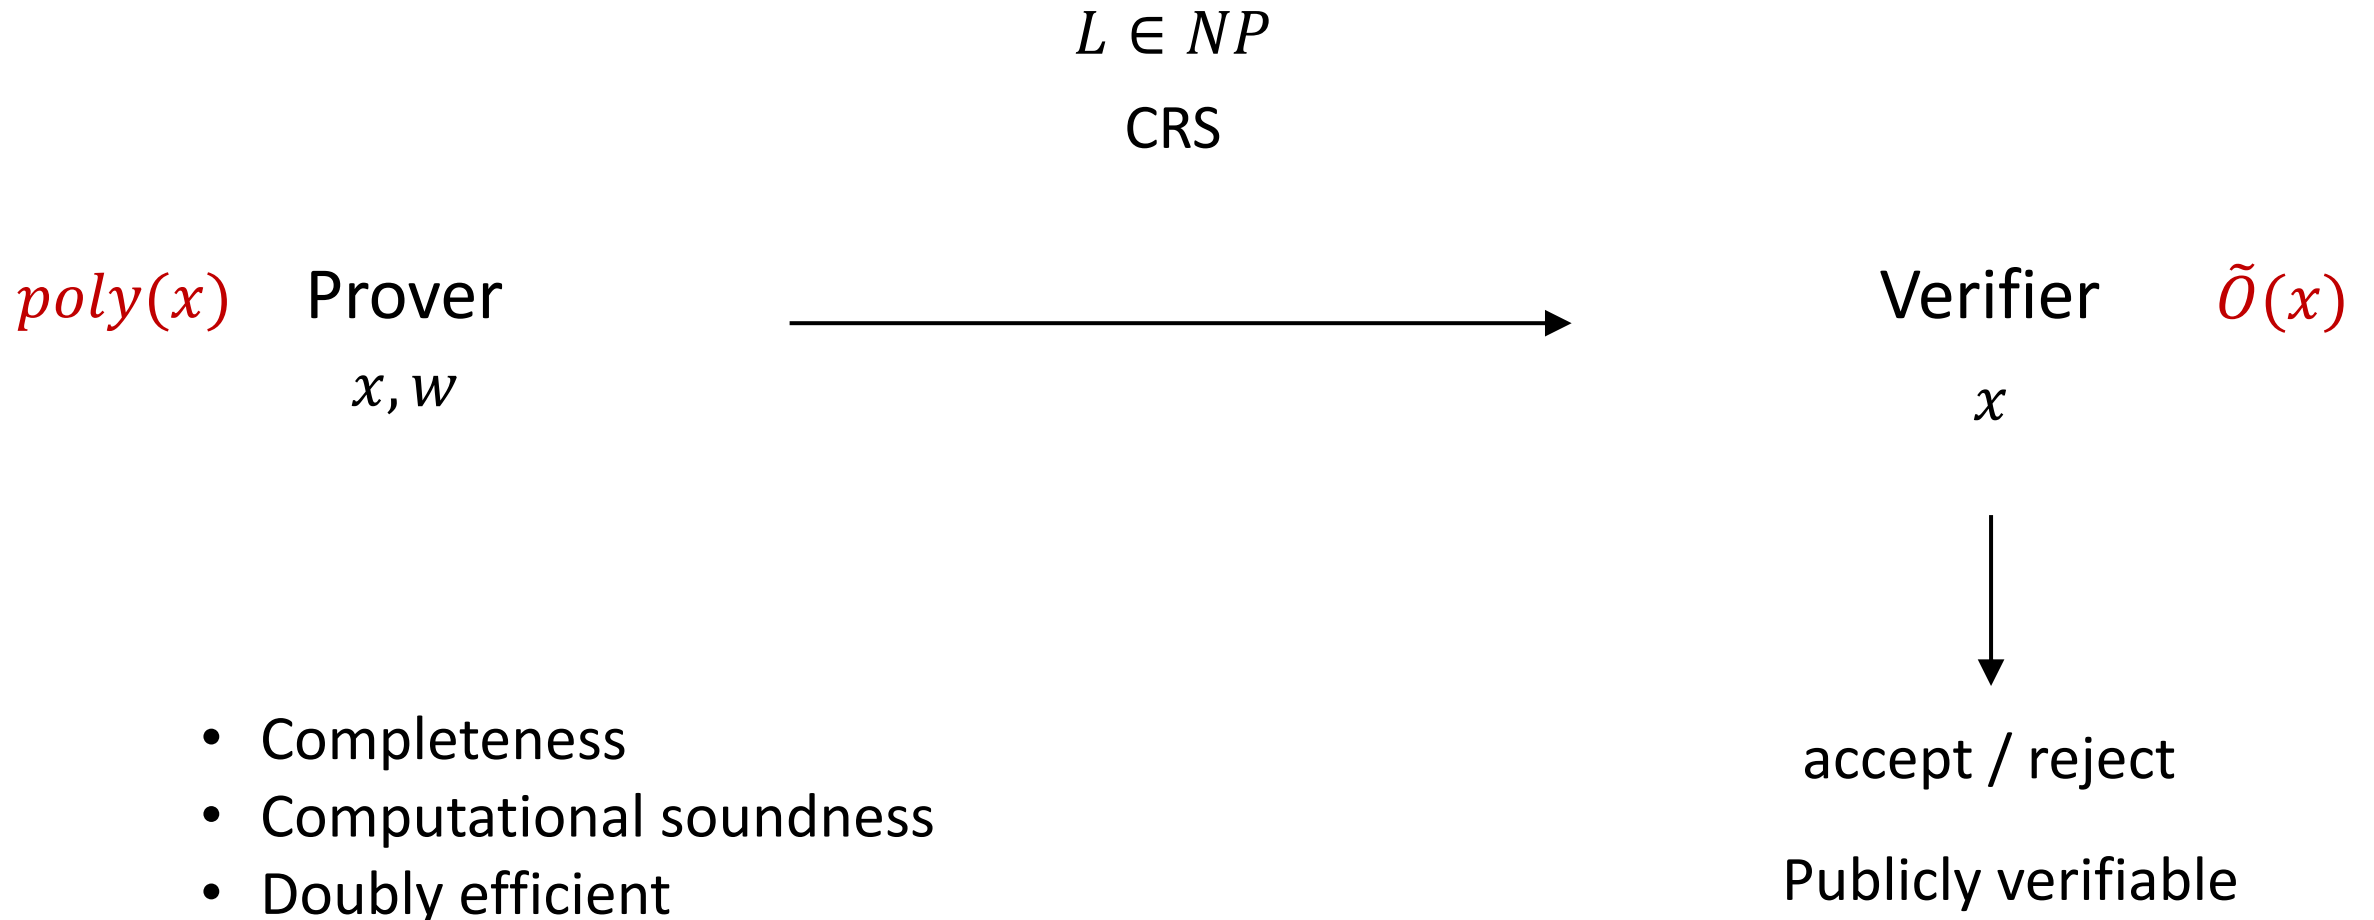 L ∈ NP
CRS
poly(x) Prover Verifier Õ(x)
x, w x
• Completeness
• Computational soundness
• Doubly efficient
accept / reject
Publicly verifiable